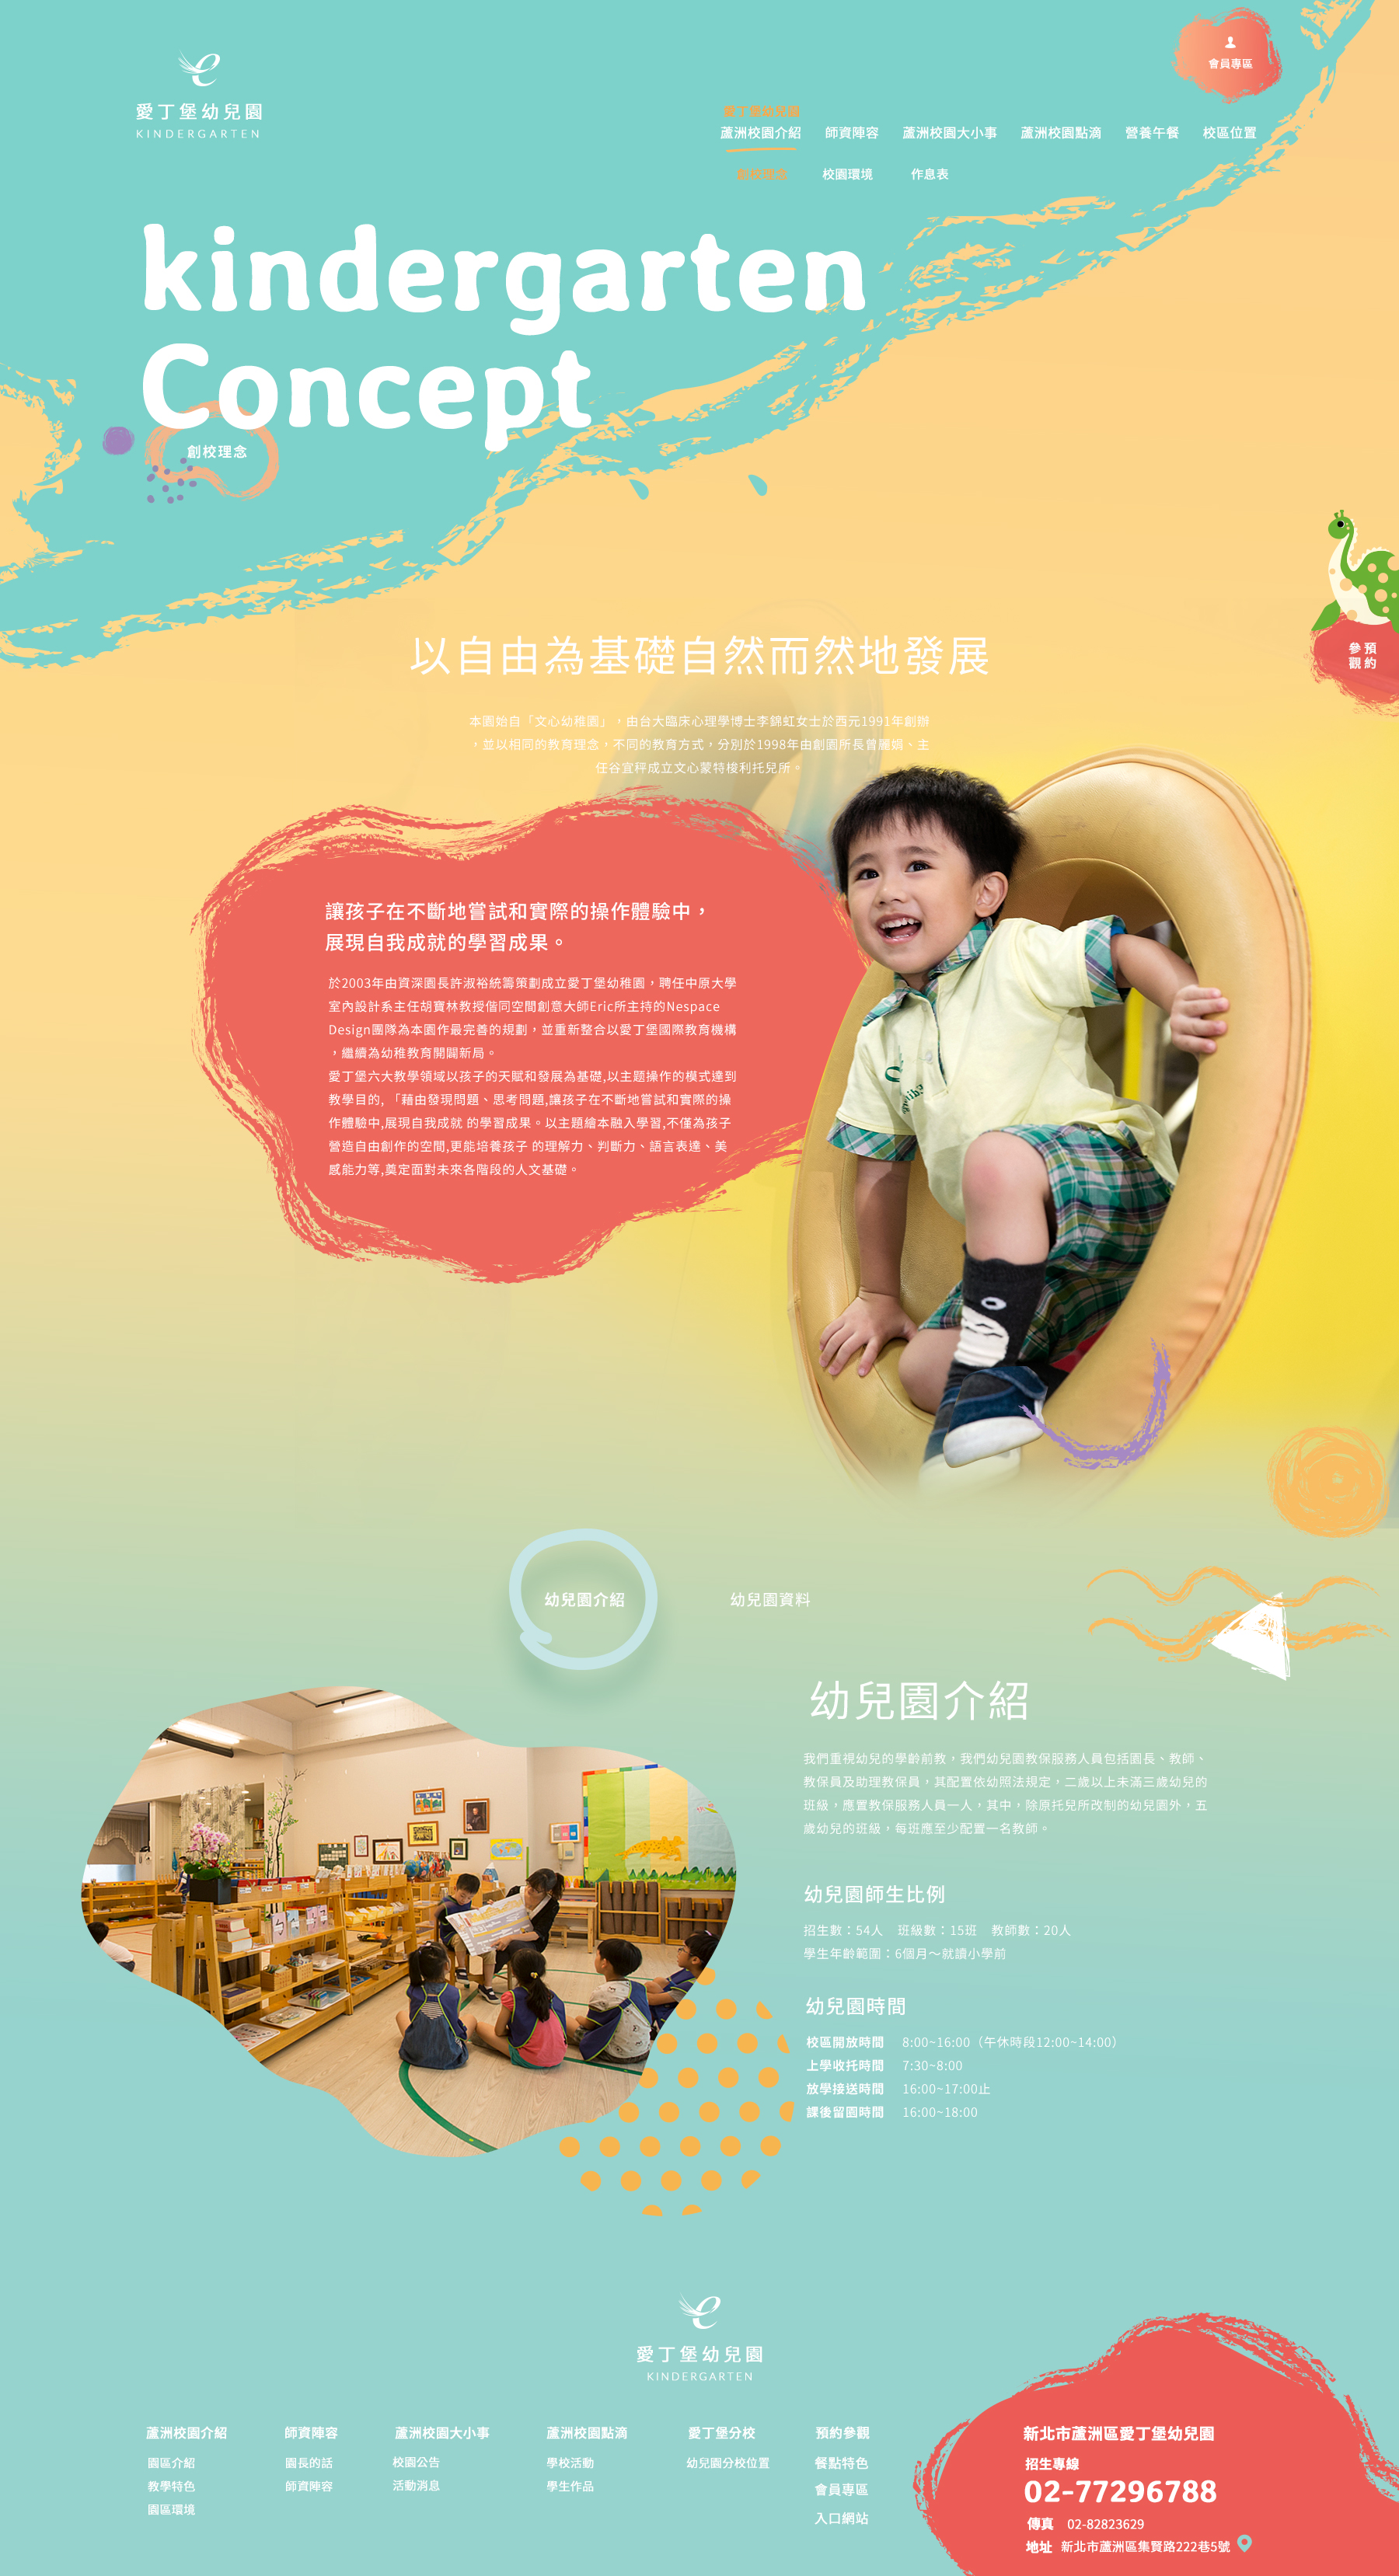 愛丁堡幼兒園
KINDERGARTEN
會員專區
愛丁堡幼兒園
蘆洲校園介紹 師資陣容 蘆洲校園大小事 蘆洲校園點滴 營養午餐 校區位置
創校理念 校園環境 作息表
kindergarten
Concept
創校理念
預約
參觀
以自由為基礎自然而然地發展
本園始自「文心幼稚園」，由台大臨床心理學博士李錦虹女士於西元1991年創辦
，並以相同的教育理念，不同的教育方式，分別於1998年由創園所長曾麗娟、主
任谷宜秤成立文心蒙特梭利托兒所。
讓孩子在不斷地嘗試和實際的操作體驗中，
展現自我成就的學習成果。
於2003年由資深園長許淑裕統籌策劃成立愛丁堡幼稚園，聘任中原大學
室內設計系主任胡寶林教授偕同空間創意大師Eric所主持的Nespace
Design團隊為本園作最完善的規劃，並重新整合以愛丁堡國際教育機構
，繼續為幼稚教育開闢新局。
愛丁堡六大教學領域以孩子的天賦和發展為基礎,以主題操作的模式達到
教學目的, 「藉由發現問題、思考問題,讓孩子在不斷地嘗試和實際的操
作體驗中,展現自我成就 的學習成果。以主題繪本融入學習,不僅為孩子
營造自由創作的空間,更能培養孩子 的理解力、判斷力、語言表達、美
感能力等,奠定面對未來各階段的人文基礎。
幼兒園介紹 幼兒園資料
幼兒園介紹
我們重視幼兒的學齡前教，我們幼兒園教保服務人員包括園長、教師、
教保員及助理教保員，其配置依幼照法規定，二歲以上未滿三歲幼兒的
班級，應置教保服務人員一人，其中，除原托兒所改制的幼兒園外，五
歲幼兒的班級，每班應至少配置一名教師。
幼兒園師生比例
招生數：54人 班級數：15班 教師數：20人
學生年齡範圍：6個月～就讀小學前
幼兒園時間
校區開放時間 8:00~16:00（午休時段12:00~14:00）
上學收托時間 7:30~8:00
放學接送時間 16:00~17:00止
課後留園時間 16:00~18:00
愛丁堡幼兒園
KINDERGARTEN
蘆洲校園介紹 師資陣容 蘆洲校園大小事 蘆洲校園點滴 愛丁堡分校 預約參觀
園區介紹 園長的話 校園公告 學校活動 幼兒園分校位置 餐點特色
教學特色 師資陣容 活動消息 學生作品 會員專區
園區環境 入口網站
新北市蘆洲區愛丁堡幼兒園
招生專線
02-77296788
傳真 02-82823629
地址 新北市蘆洲區集賢路222巷5號